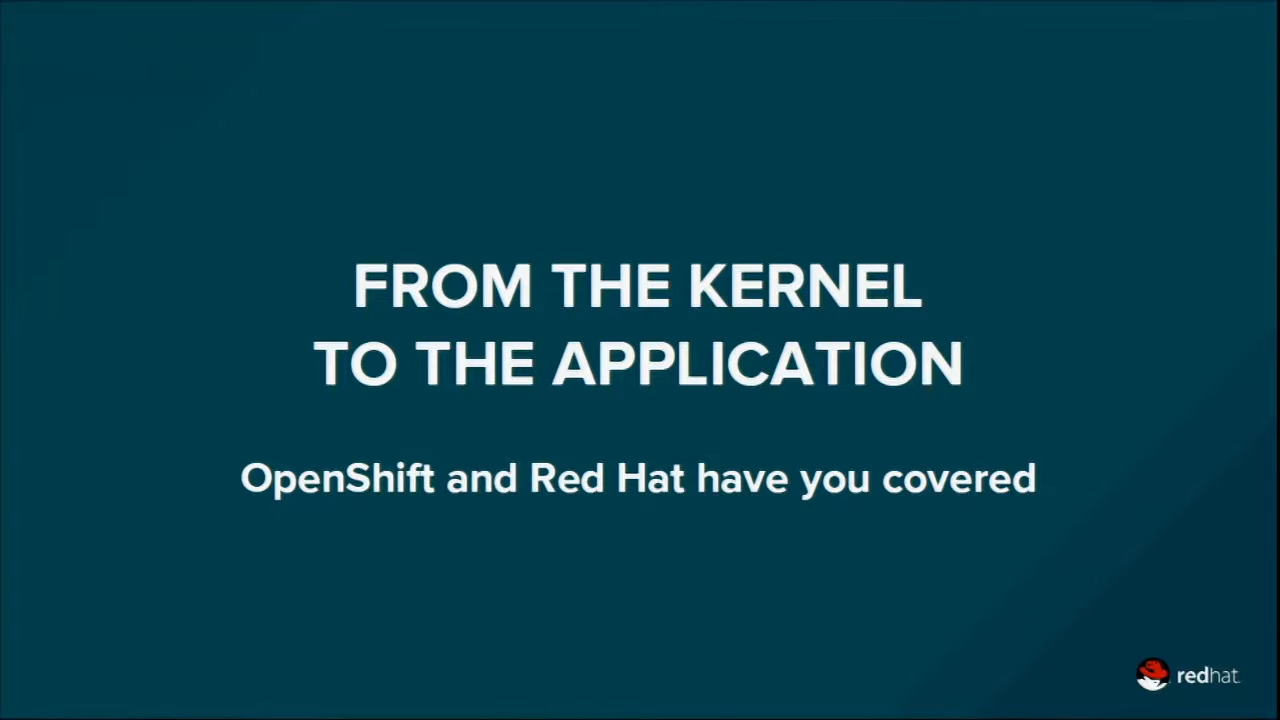 FROM THE KERNEL
TO THE APPLICATION
OpenShift and Red Hat have you covered
redhat.